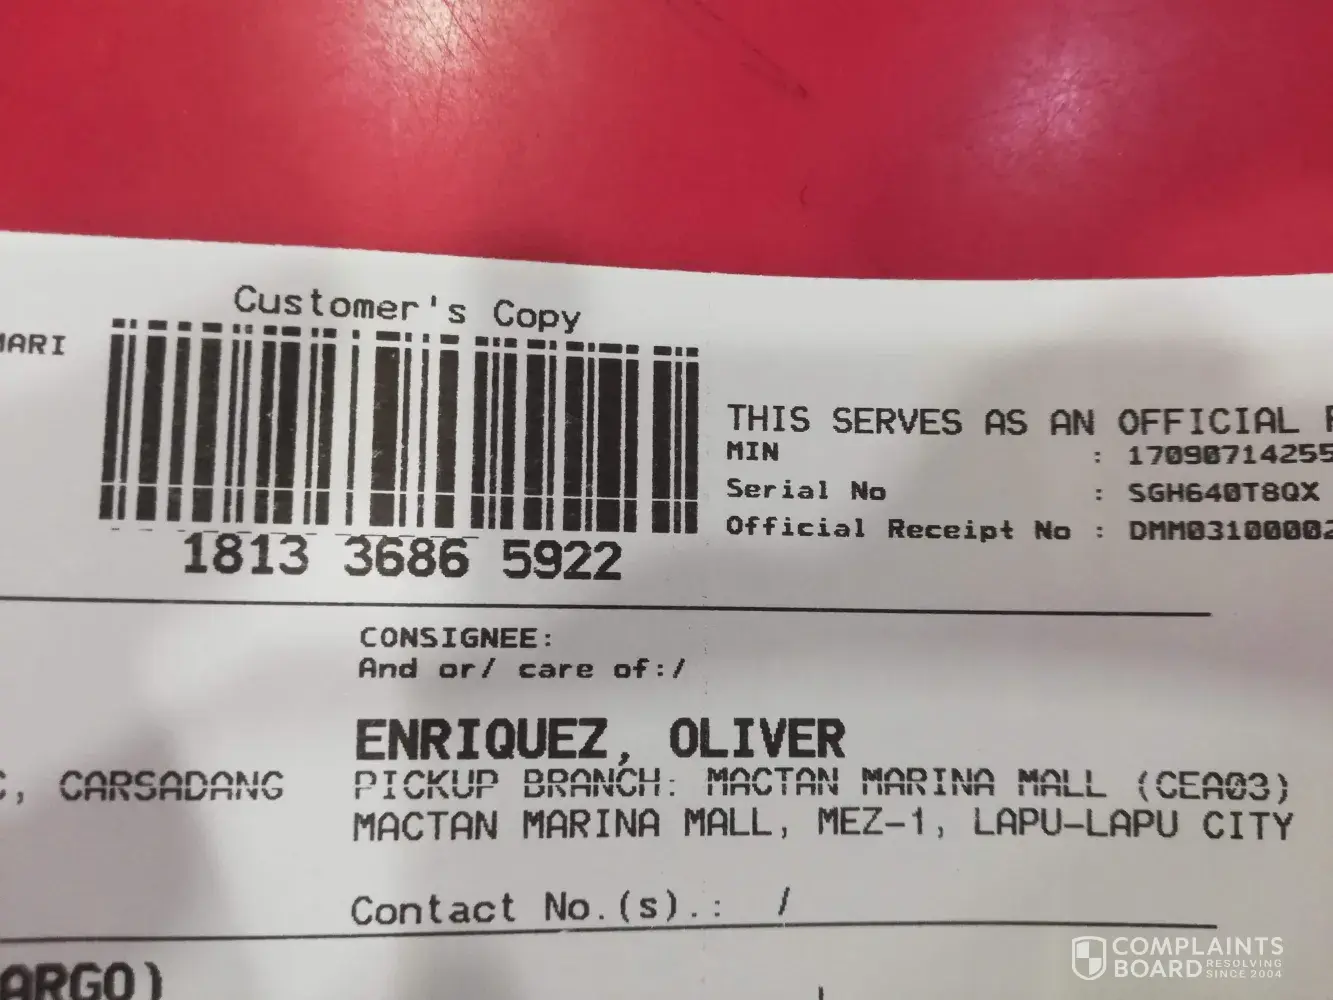 Customer's Copy
THIS SERVES AS AN OFFICIAL
MIN : 17090714255
Serial No : SGH640T8QX
Official Receipt No : DMM03100002
1813 3686 5922
CONSIGNEE:
And or/ care of:/
ENRIQUEZ, OLIVER
CARSADANG
PICKUP BRANCH: MACTAN MARINA MALL (CEA03)
MACTAN MARINA MALL, MEZ-1, LAPU-LAPU CITY
Contact No.(s).: /
ARGO)
COMPLAINTS
BOARD RESOLVING
SINCE 2004